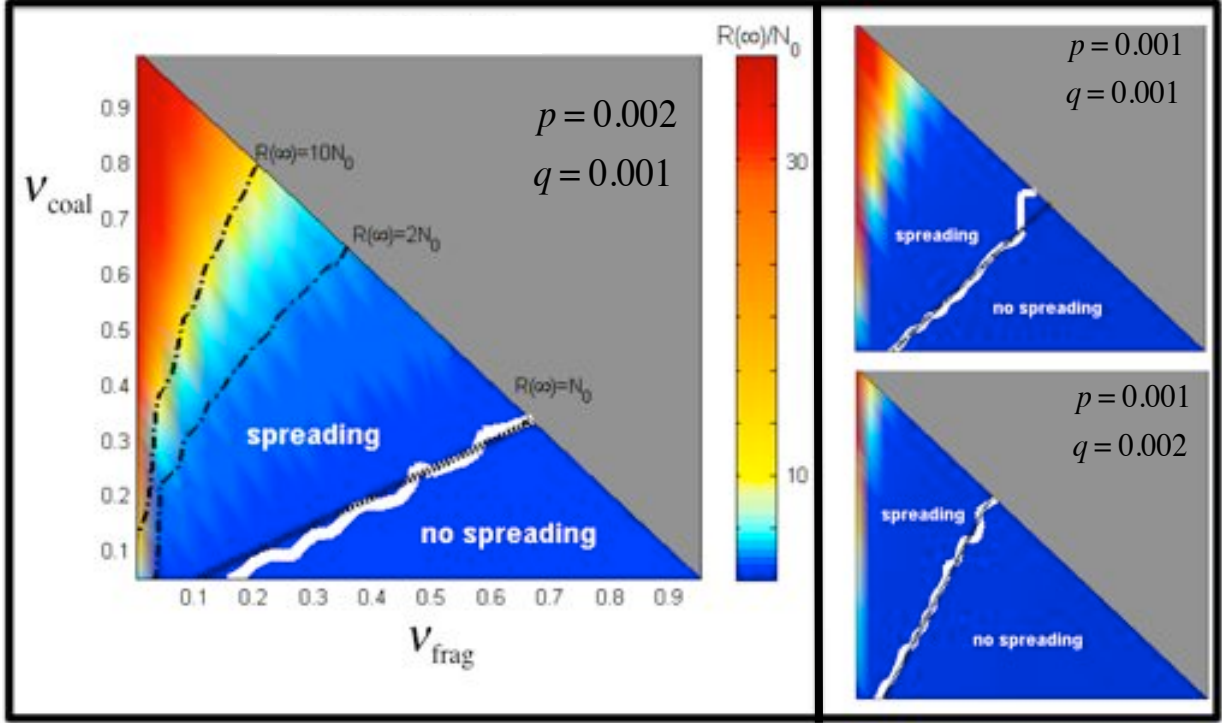 R(∞)/N₀
p = 0.002
q = 0.001
30
10
ν_coal
0.9
0.8
0.7
0.6
0.5
0.4
0.3
0.2
0.1
R(∞)=10N₀
R(∞)=2N₀
R(∞)=N₀
spreading
no spreading
0.1 0.2 0.3 0.4 0.5 0.6 0.7 0.8 0.9
ν_frag
p = 0.001
q = 0.001
spreading
no spreading
p = 0.001
q = 0.002
spreading
no spreading